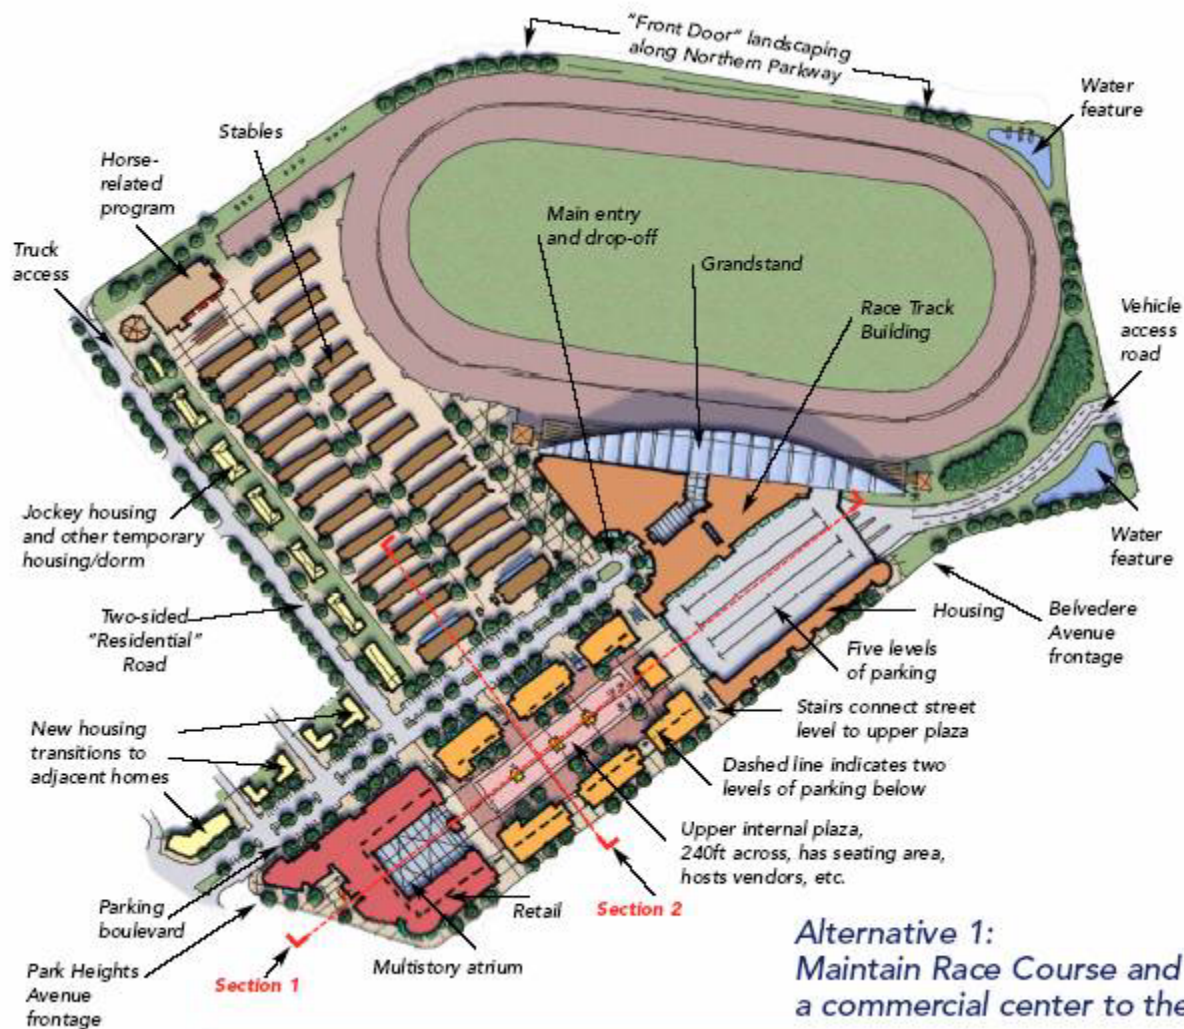 "Front Door" landscaping
along Northern Parkway
Water
feature
Stables
Horse-
related
program
Main entry
and drop-off
Truck
access
Grandstand
Race Track
Building
Vehicle
access
road
Jockey housing
and other temporary
housing/dorm
Water
feature
Two-sided
"Residential"
Road
Housing
Belvedere
Avenue
frontage
Five levels
of parking
New housing
transitions to
adjacent homes
Stairs connect street
level to upper plaza
Dashed line indicates two
levels of parking below
Upper internal plaza,
240ft across, has seating area,
hosts vendors, etc.
Parking
boulevard
Retail
Section 2
Park Heights
Avenue
frontage
Section 1
Multistory atrium
Alternative 1:
Maintain Race Course and
a commercial center to the